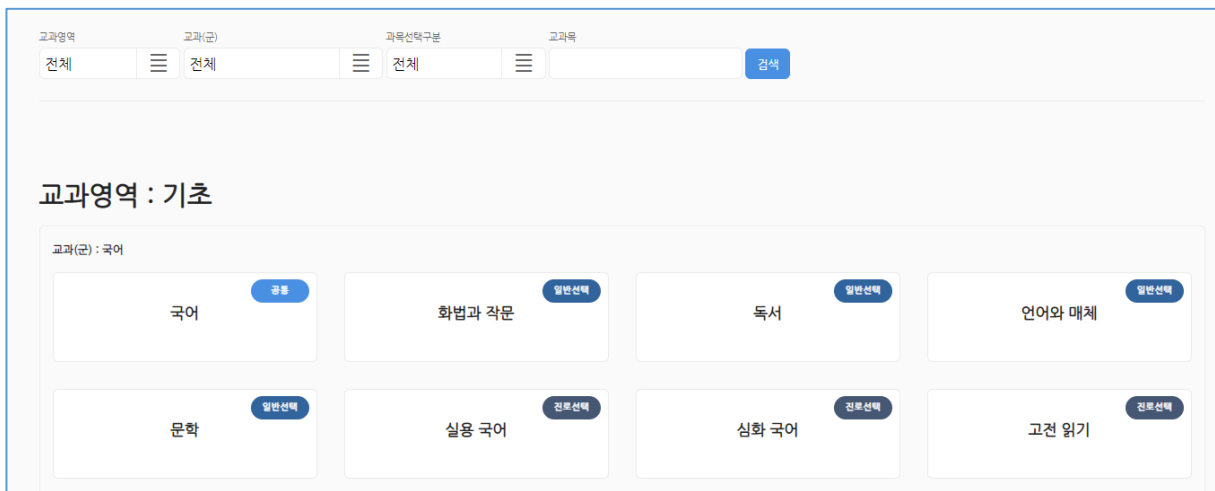 교과영역 교과(군) 과목선택구분 교과목
전체 전체 전체 검색
교과영역 : 기초
교과(군) : 국어
공통 일반선택 일반선택 일반선택
국어 화법과 작문 독서 언어와 매체
일반선택 진로선택 진로선택 진로선택
문학 실용 국어 심화 국어 고전 읽기